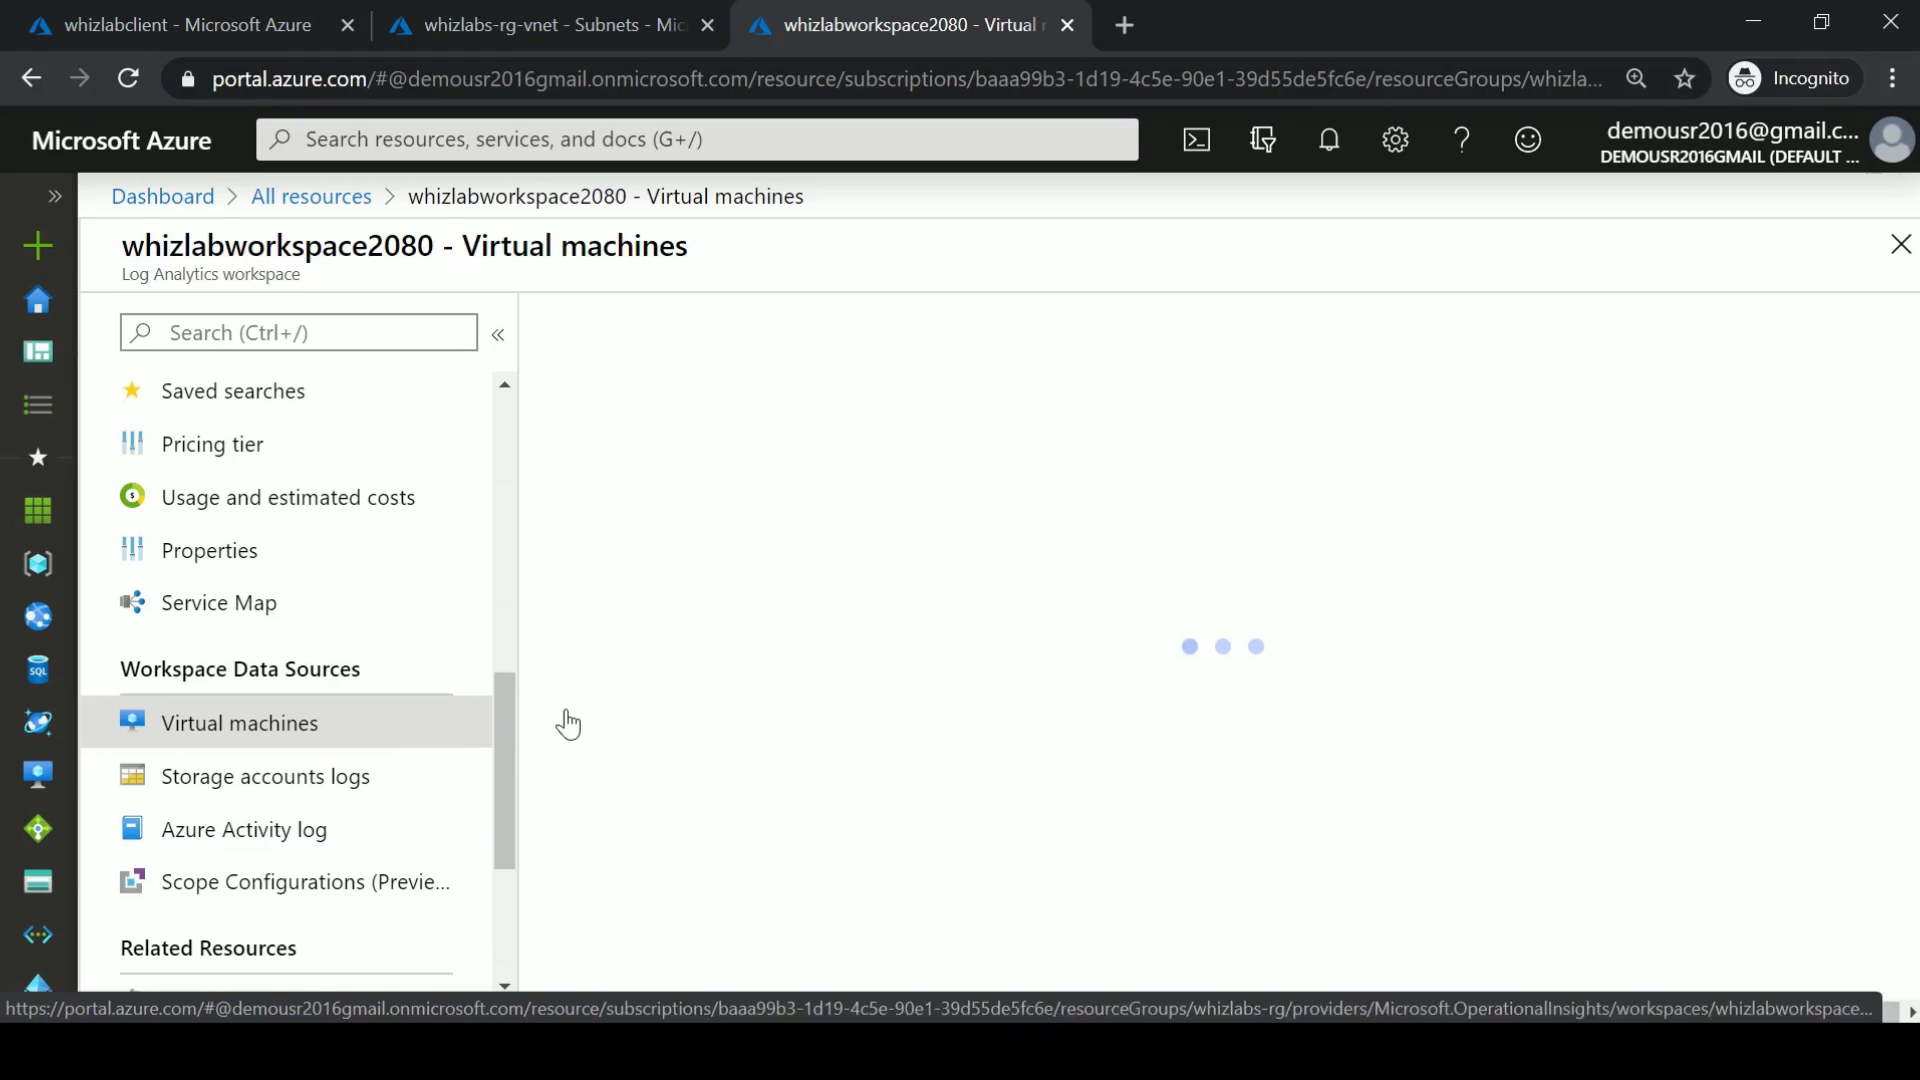 whizlabclient - Microsoft Azure
whizlabs-rg-vnet - Subnets - Mic
whizlabworkspace2080 - Virtual
portal.azure.com/#@demousr2016gmail.onmicrosoft.com/resource/subscriptions/baaa99b3-1d19-4c5e-90e1-39d55de5fc6e/resourceGroups/whizla...
Incognito
Microsoft Azure
Search resources, services, and docs (G+/)
demousr2016@gmail.c...
DEMOUSR2016GMAIL (DEFAULT ...
Dashboard > All resources > whizlabworkspace2080 - Virtual machines
whizlabworkspace2080 - Virtual machines
Log Analytics workspace
Search (Ctrl+/)
Saved searches
Pricing tier
Usage and estimated costs
Properties
Service Map
Workspace Data Sources
Virtual machines
Storage accounts logs
Azure Activity log
Scope Configurations (Previe...
Related Resources
https://portal.azure.com/#@demousr2016gmail.onmicrosoft.com/resource/subscriptions/baaa99b3-1d19-4c5e-90e1-39d55de5fc6e/resourceGroups/whizlabs-rg/providers/Microsoft.OperationalInsights/workspaces/whizlabworkspace...